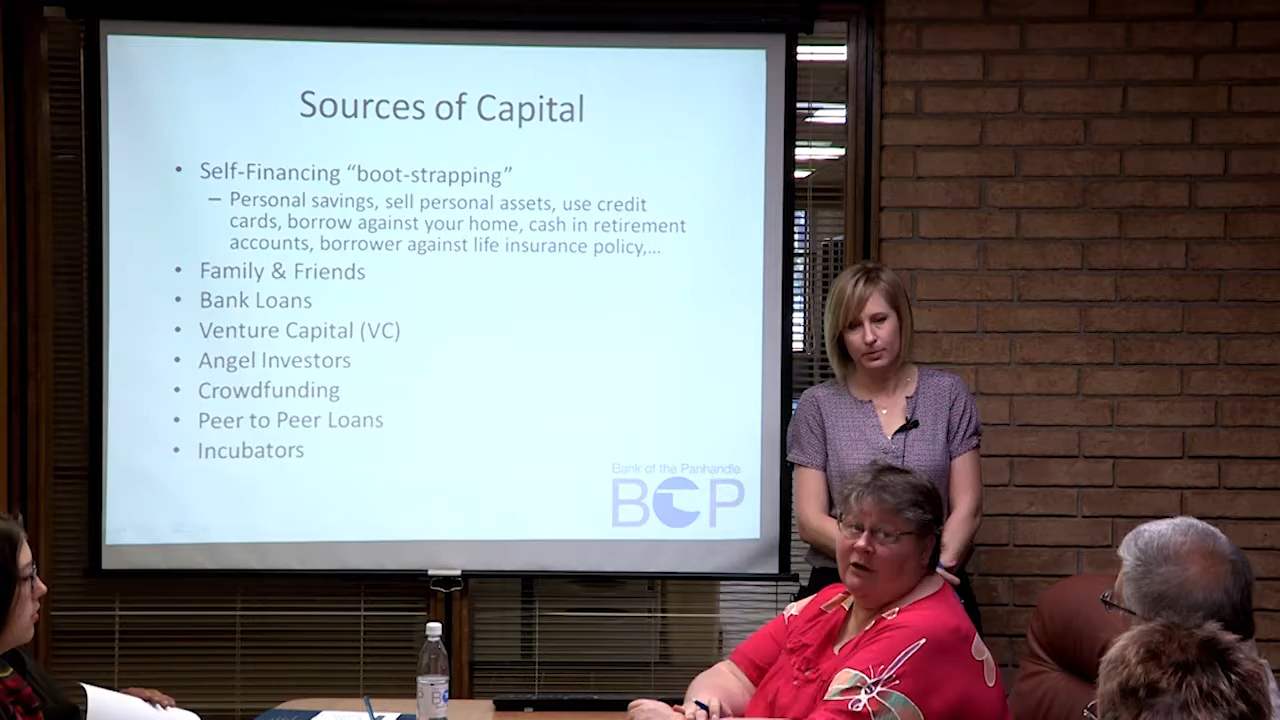 Sources of Capital
• Self-Financing “boot-strapping”
– Personal savings, sell personal assets, use credit
cards, borrow against your home, cash in retirement
accounts, borrower against life insurance policy,...
• Family & Friends
• Bank Loans
• Venture Capital (VC)
• Angel Investors
• Crowdfunding
• Peer to Peer Loans
• Incubators
Bank of the Panhandle
BOP